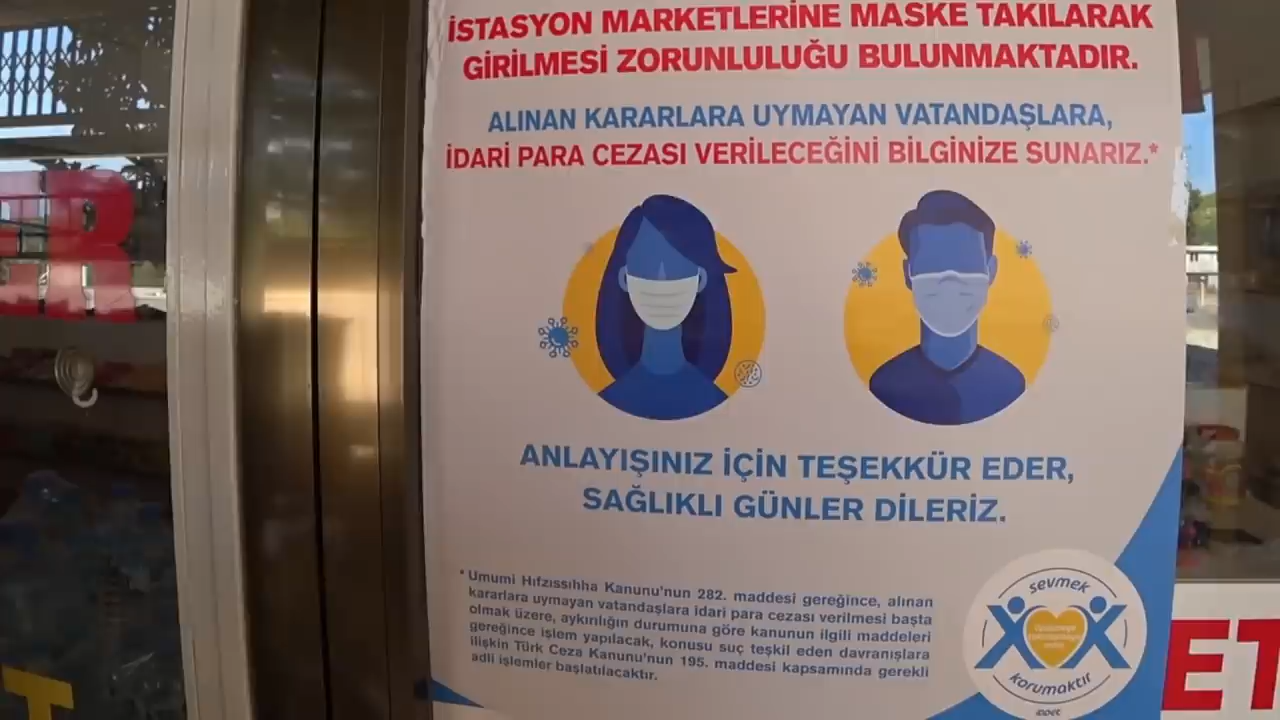 İSTASYON MARKETLERİNE MASKE TAKILARAK
GİRİLMESİ ZORUNLULUĞU BULUNMAKTADIR.
ALINAN KARARLARA UYMAYAN VATANDAŞLARA,
İDARİ PARA CEZASI VERİLECEĞİNİ BİLGİNİZE SUNARIZ.*
ANLAYIŞINIZ İÇİN TEŞEKKÜR EDER,
SAĞLIKLI GÜNLER DİLERİZ.
* Umumi Hıfzıssıhha Kanunu'nun 282. maddesi gereğince, alınan
kararlara uymayan vatandaşlara idari para cezası verilmesi başta
olmak üzere, aykırılığın durumuna göre kanunun ilgili maddeleri
gereğince işlem yapılacak, konusu suç teşkil eden davranışlara
ilişkin Türk Ceza Kanunu'nun 195. maddesi kapsamında gerekli
adli işlemler başlatılacaktır.
sevmek
korumaktır
ER
ET
T